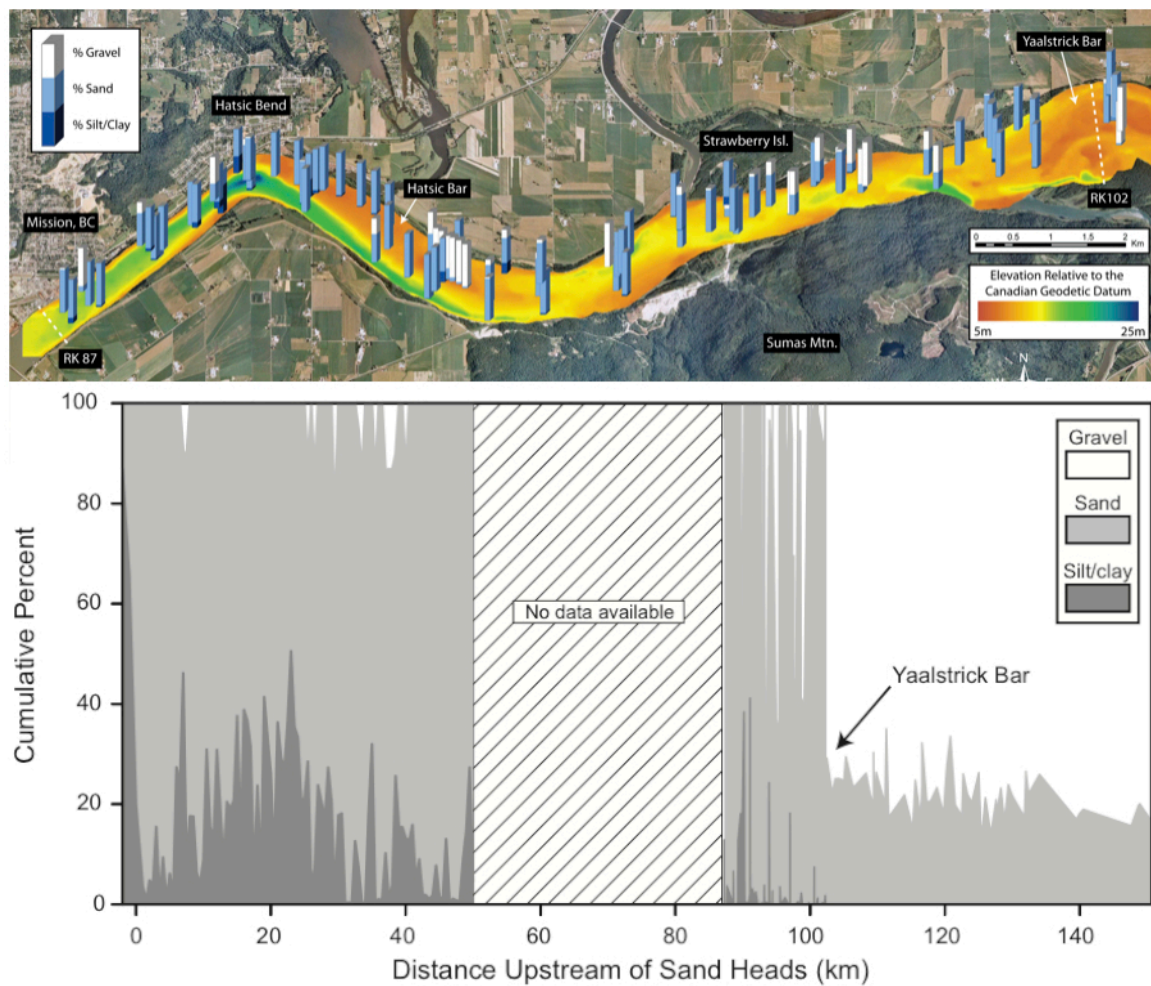 % Gravel
% Sand
% Silt/Clay
Hatsic Bend
Yaalstrick Bar
Strawberry Isl.
Hatsic Bar
Mission, BC
RK102
0 0.5 1 1.5 2
Km
Elevation Relative to the
Canadian Geodetic Datum
5m 25m
RK 87
Sumas Mtn.
N
100
80
60
40
20
0
Cumulative Percent
Gravel
Sand
Silt/clay
No data available
Yaalstrick Bar
0 20 40 60 80 100 120 140
Distance Upstream of Sand Heads (km)